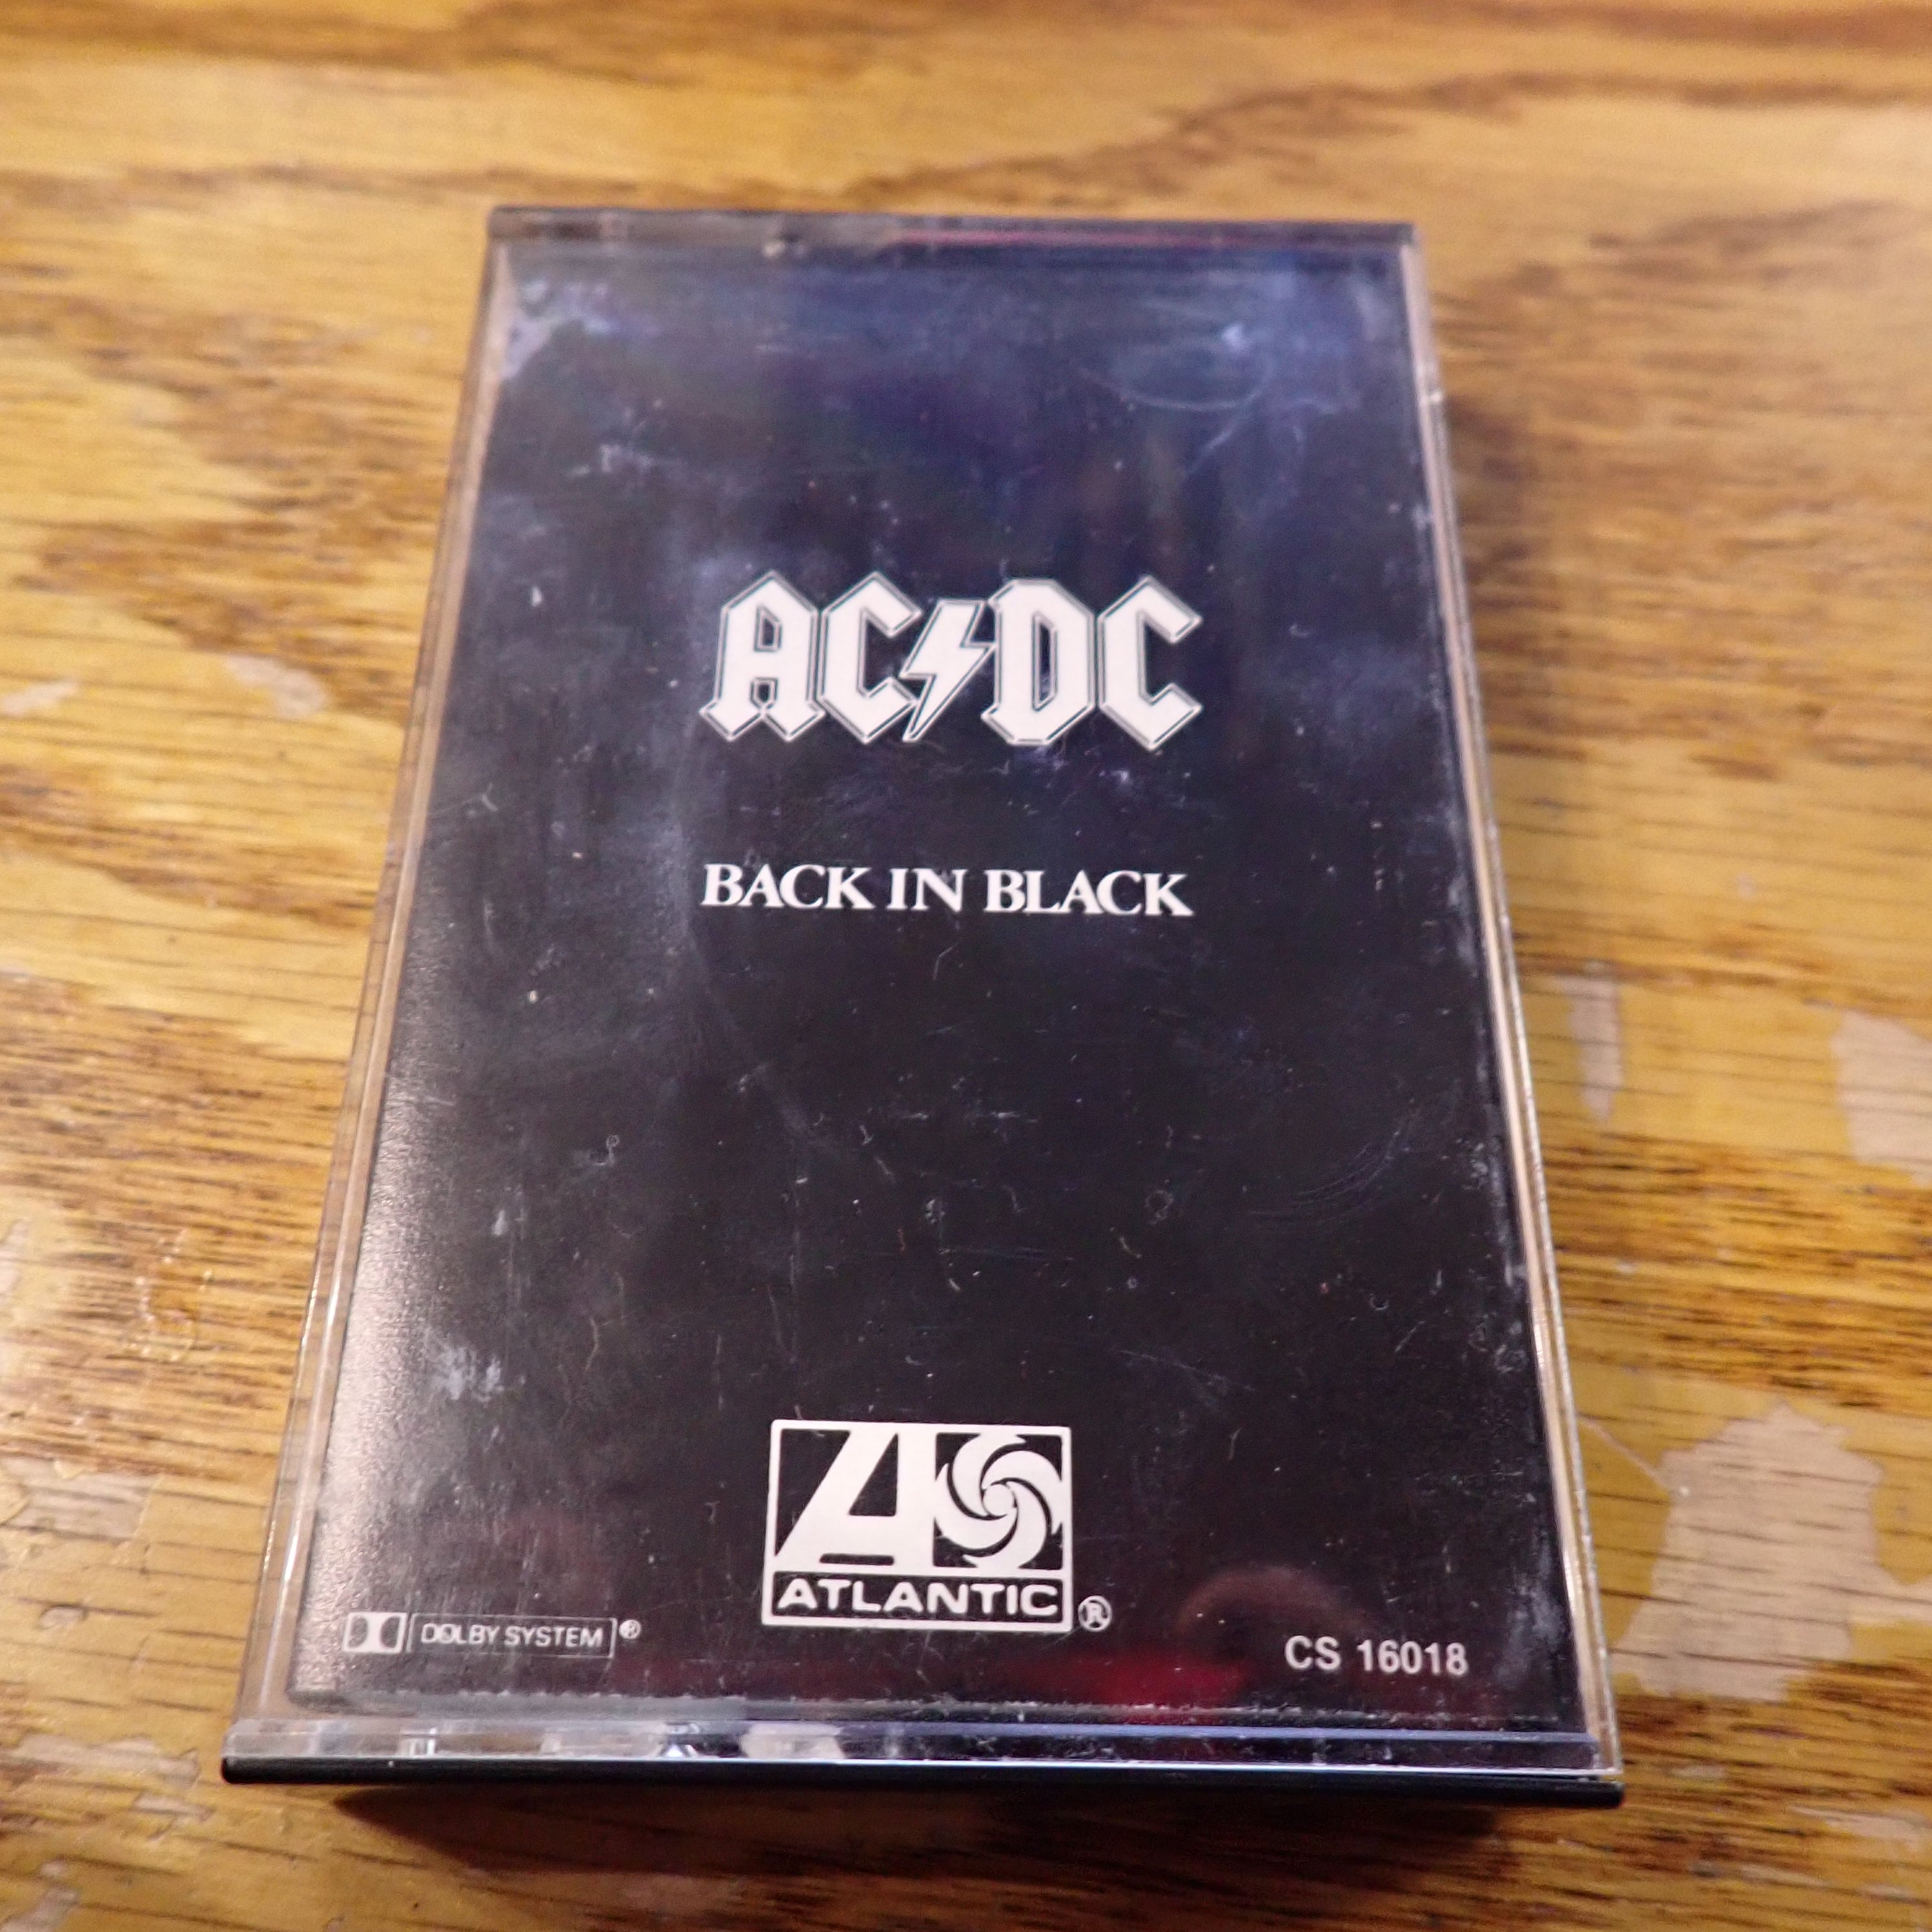 AC⚡DC
BACK IN BLACK
ATLANTIC®
DOLBY SYSTEM®
CS 16018